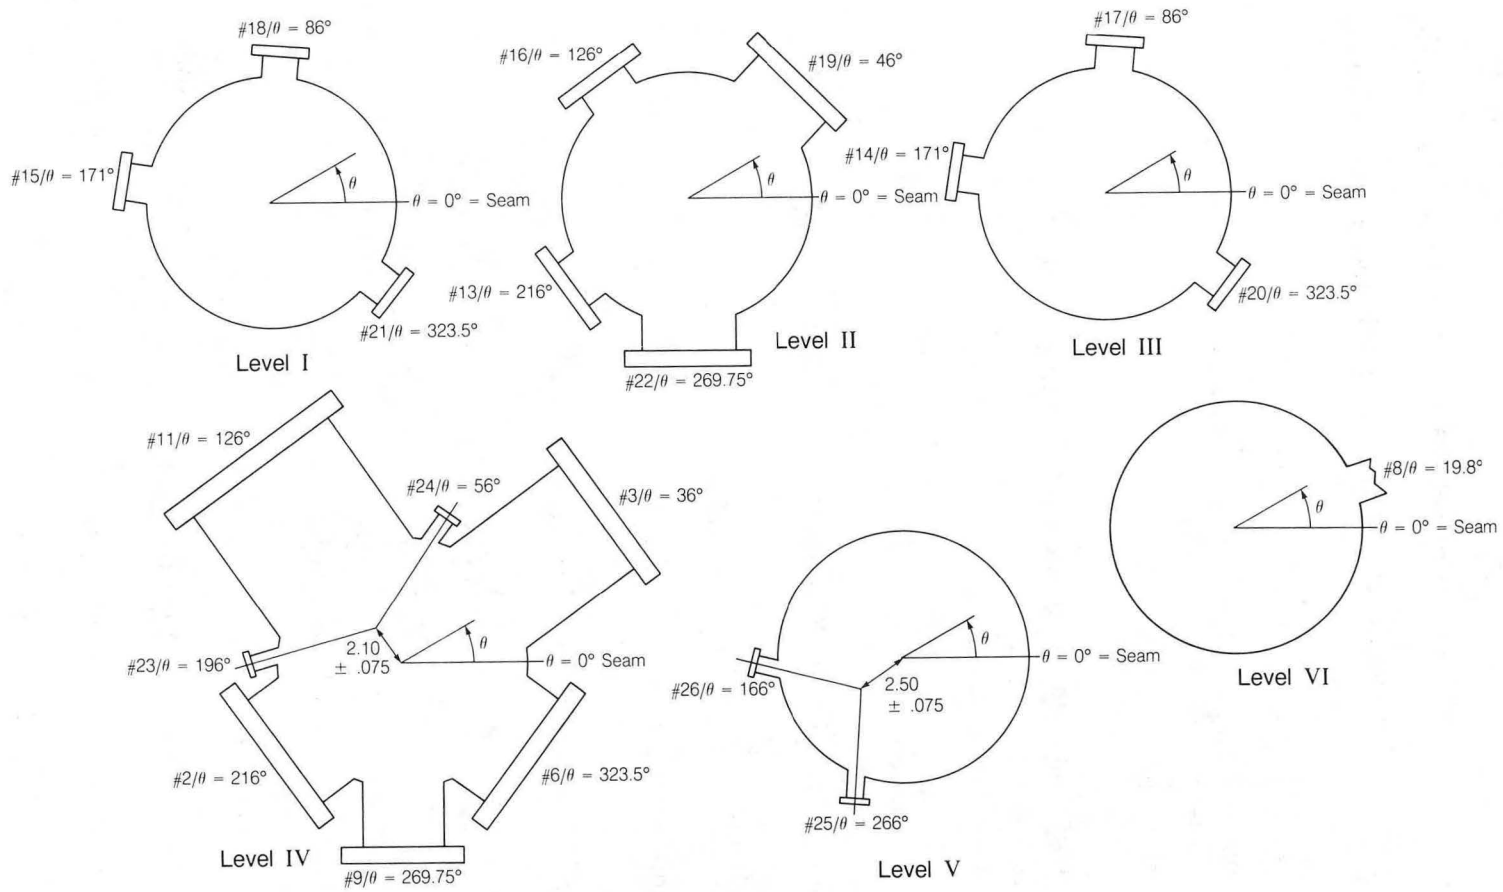 #18/θ = 86°
#15/θ = 171°
θ
θ = 0° = Seam
#21/θ = 323.5°
Level I
#16/θ = 126°
#19/θ = 46°
θ
θ = 0° = Seam
#13/θ = 216°
#22/θ = 269.75°
Level II
#17/θ = 86°
#14/θ = 171°
θ
θ = 0° = Seam
#20/θ = 323.5°
Level III
#11/θ = 126°
#24/θ = 56°
#3/θ = 36°
θ
#23/θ = 196°
2.10
± .075
θ = 0° Seam
#2/θ = 216°
#6/θ = 323.5°
#9/θ = 269.75°
Level IV
θ
θ = 0° = Seam
#26/θ = 166°
2.50
± .075
#25/θ = 266°
Level V
#8/θ = 19.8°
θ
θ = 0° = Seam
Level VI